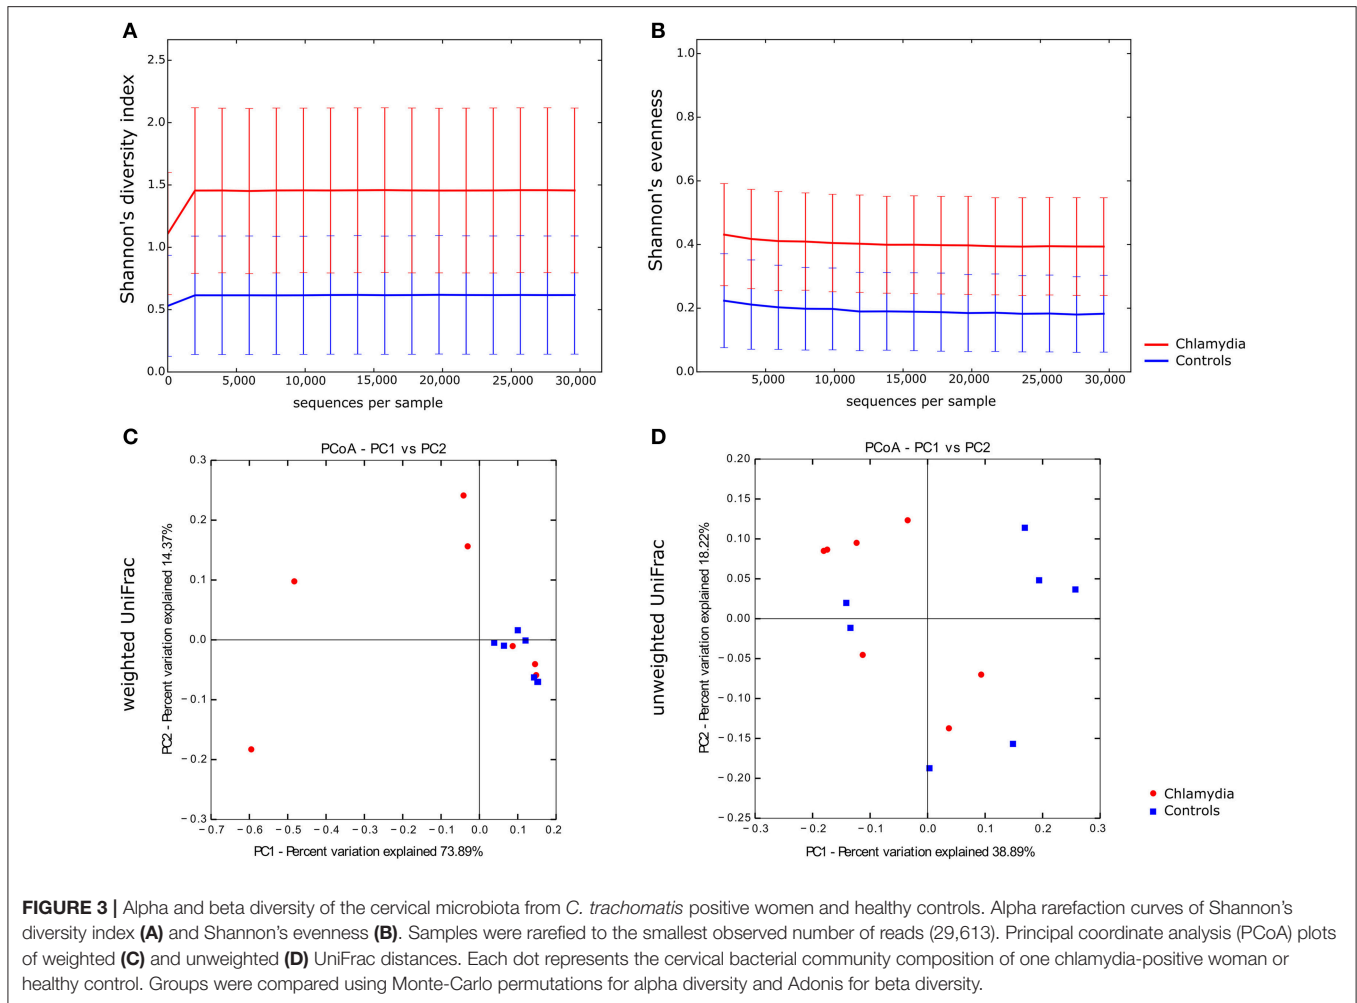 A
Shannon's diversity index
2.5
2.0
1.5
1.0
0.5
0.0
0 5,000 10,000 15,000 20,000 25,000 30,000
sequences per sample
B
Shannon's evenness
1.0
0.8
0.6
0.4
0.2
0.0
5,000 10,000 15,000 20,000 25,000 30,000
sequences per sample
Chlamydia
Controls
C
PCoA - PC1 vs PC2
weighted UniFrac
PC2 - Percent variation explained 14.37%
0.3
0.2
0.1
0.0
−0.1
−0.2
−0.3
−0.7 −0.6 −0.5 −0.4 −0.3 −0.2 −0.1 0.0 0.1 0.2
PC1 - Percent variation explained 73.89%
D
PCoA - PC1 vs PC2
unweighted UniFrac
PC2 - Percent variation explained 18.22%
0.20
0.15
0.10
0.05
0.00
−0.05
−0.10
−0.15
−0.20
−0.25
−0.3 −0.2 −0.1 0.0 0.1 0.2 0.3
PC1 - Percent variation explained 38.89%
Chlamydia
Controls
FIGURE 3 | Alpha and beta diversity of the cervical microbiota from C. trachomatis positive women and healthy controls. Alpha rarefaction curves of Shannon's
diversity index (A) and Shannon's evenness (B). Samples were rarefied to the smallest observed number of reads (29,613). Principal coordinate analysis (PCoA) plots
of weighted (C) and unweighted (D) UniFrac distances. Each dot represents the cervical bacterial community composition of one chlamydia-positive woman or
healthy control. Groups were compared using Monte-Carlo permutations for alpha diversity and Adonis for beta diversity.